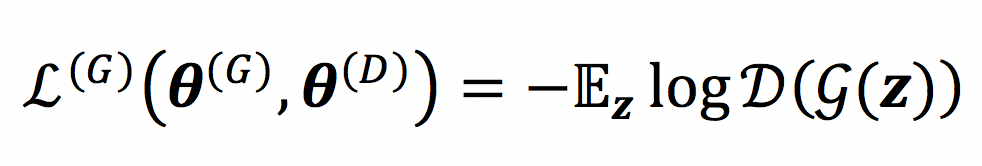 ℒ⁽ᴳ⁾(𝜽⁽ᴳ⁾, 𝜽⁽ᴰ⁾) = −𝔼_𝒛 log 𝒟(𝒢(𝒛))